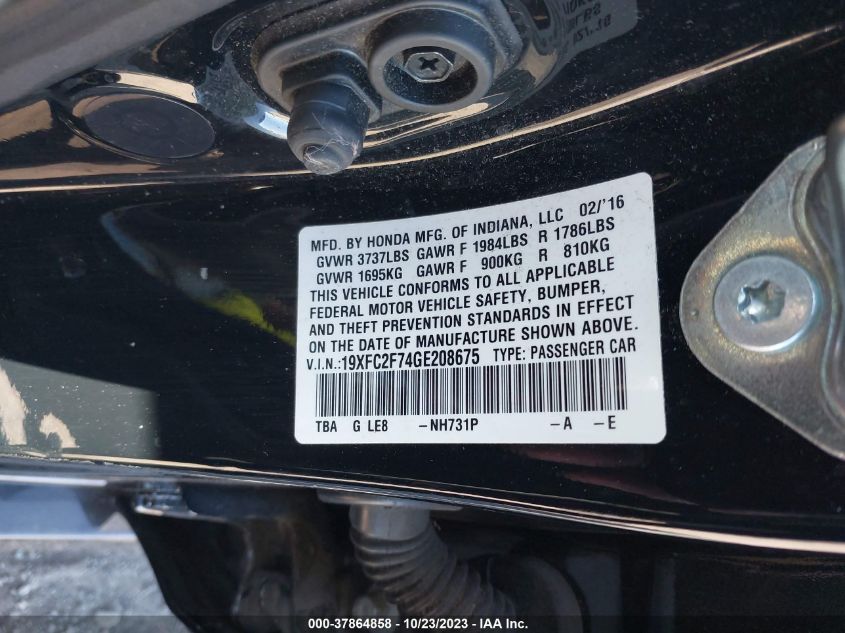 MFD. BY HONDA MFG. OF INDIANA, LLC 02/'16
GVWR 3737LBS GAWR F 1984LBS R 1786LBS
GVWR 1695KG GAWR F 900KG R 810KG
THIS VEHICLE CONFORMS TO ALL APPLICABLE
FEDERAL MOTOR VEHICLE SAFETY, BUMPER,
AND THEFT PREVENTION STANDARDS IN EFFECT
ON THE DATE OF MANUFACTURE SHOWN ABOVE.
V.I.N.:19XFC2F74GE208675 TYPE: PASSENGER CAR
TBA G LE8 -NH731P -A -E
000-37864858 - 10/23/2023 - IAA Inc.